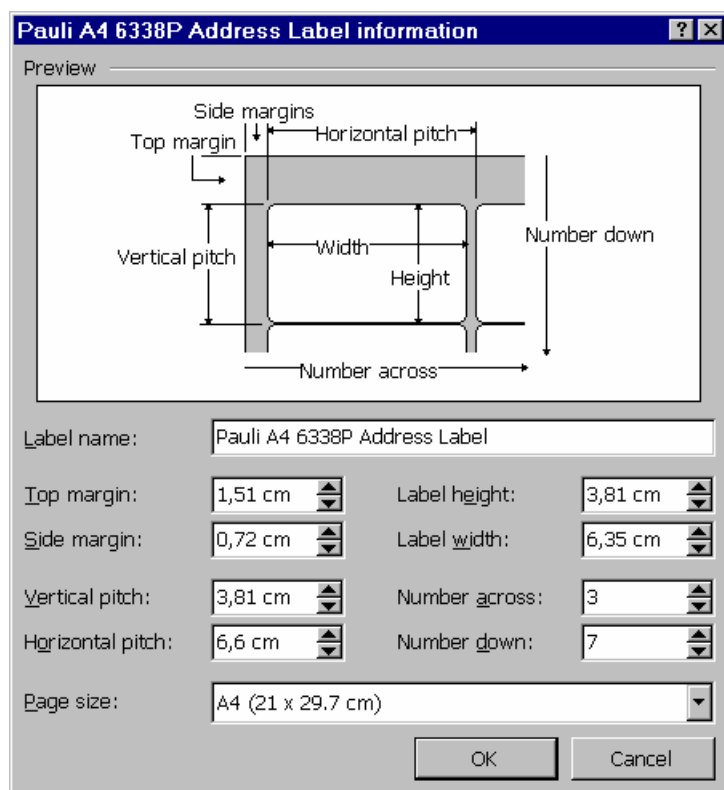 Pauli A4 6338P Address Label information
Preview
Side margins
Top margin
Horizontal pitch
Vertical pitch
Width
Height
Number down
Number across
Label name: Pauli A4 6338P Address Label
Top margin: 1,51 cm Label height: 3,81 cm
Side margin: 0,72 cm Label width: 6,35 cm
Vertical pitch: 3,81 cm Number across: 3
Horizontal pitch: 6,6 cm Number down: 7
Page size: A4 (21 x 29.7 cm)
OK Cancel